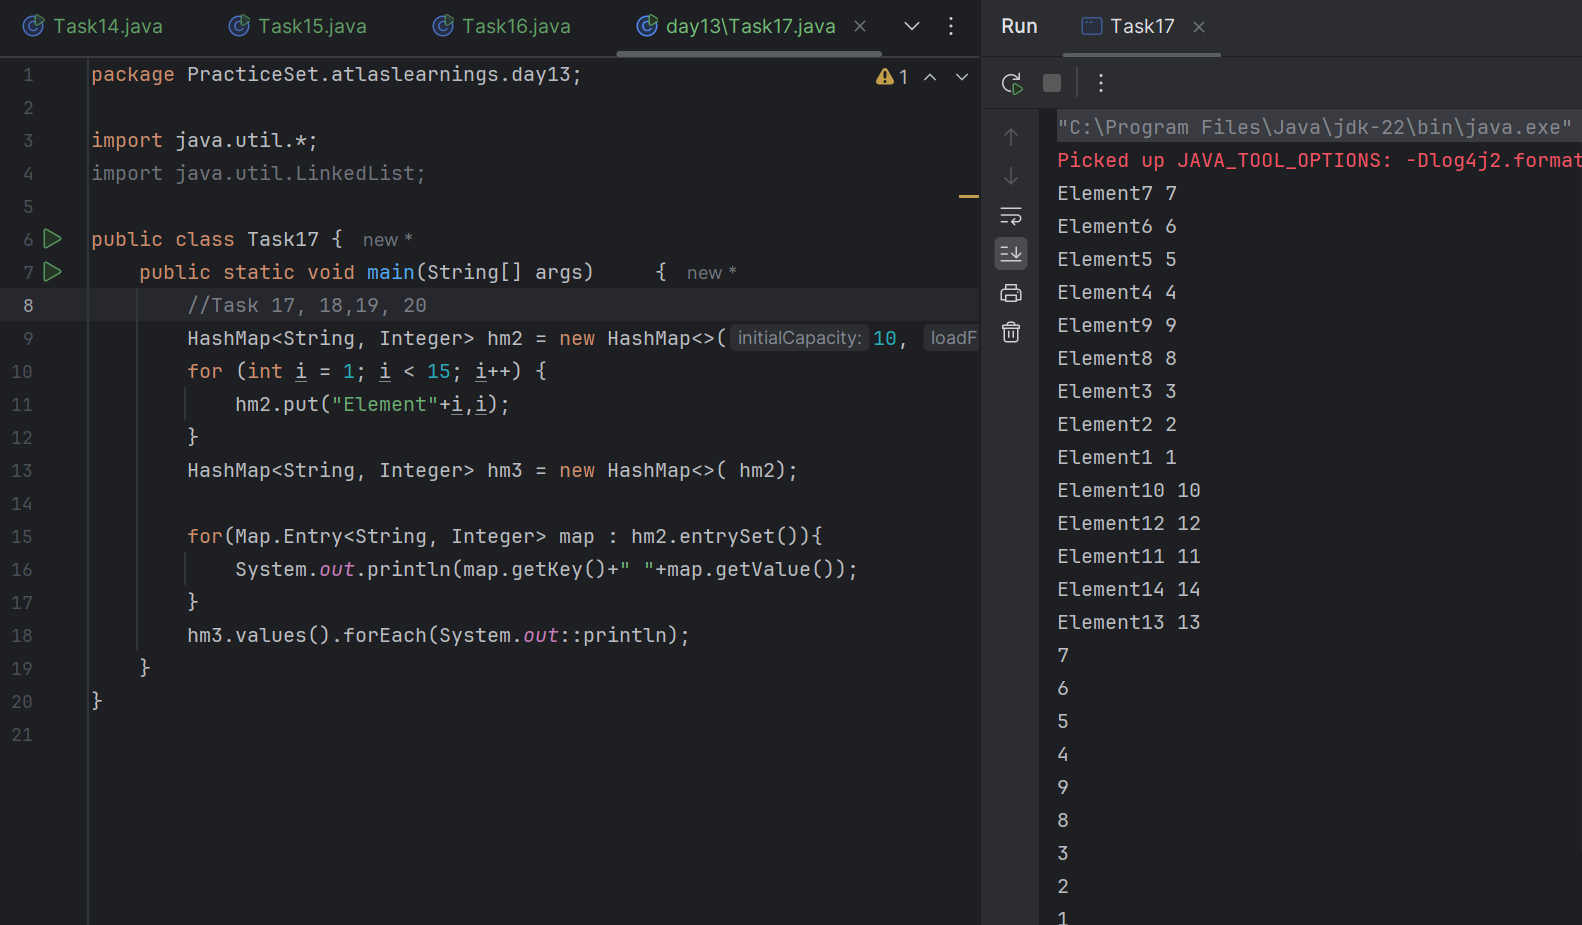 Task14.java Task15.java Task16.java day13\Task17.java
1 package PracticeSet.atlaslearnings.day13;
1
2
3 import java.util.*;
4 import java.util.LinkedList;
5
6 public class Task17 { new *
7 public static void main(String[] args) { new *
8 //Task 17, 18,19, 20
9 HashMap<String, Integer> hm2 = new HashMap<>( initialCapacity: 10, loadF
10 for (int i = 1; i < 15; i++) {
11 hm2.put("Element"+i,i);
12 }
13 HashMap<String, Integer> hm3 = new HashMap<>( hm2);
14
15 for(Map.Entry<String, Integer> map : hm2.entrySet()){
16 System.out.println(map.getKey()+" "+map.getValue());
17 }
18 hm3.values().forEach(System.out::println);
19 }
20 }
21
Run Task17
"C:\Program Files\Java\jdk-22\bin\java.exe"
Picked up JAVA_TOOL_OPTIONS: -Dlog4j2.format
Element7 7
Element6 6
Element5 5
Element4 4
Element9 9
Element8 8
Element3 3
Element2 2
Element1 1
Element10 10
Element12 12
Element11 11
Element14 14
Element13 13
7
6
5
4
9
8
3
2
1